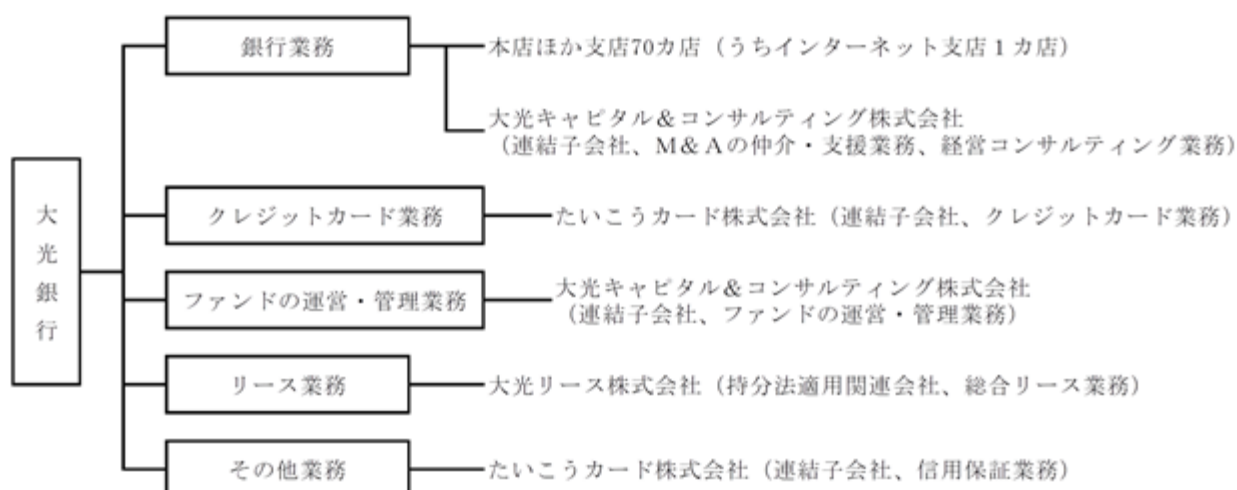 銀行業務
本店ほか支店70カ店（うちインターネット支店１カ店）
大光キャピタル＆コンサルティング株式会社
（連結子会社、Ｍ＆Ａの仲介・支援業務、経営コンサルティング業務）
大光銀行
クレジットカード業務
たいこうカード株式会社（連結子会社、クレジットカード業務）
ファンドの運営・管理業務
大光キャピタル＆コンサルティング株式会社
（連結子会社、ファンドの運営・管理業務）
リース業務
大光リース株式会社（持分法適用関連会社、総合リース業務）
その他業務
たいこうカード株式会社（連結子会社、信用保証業務）